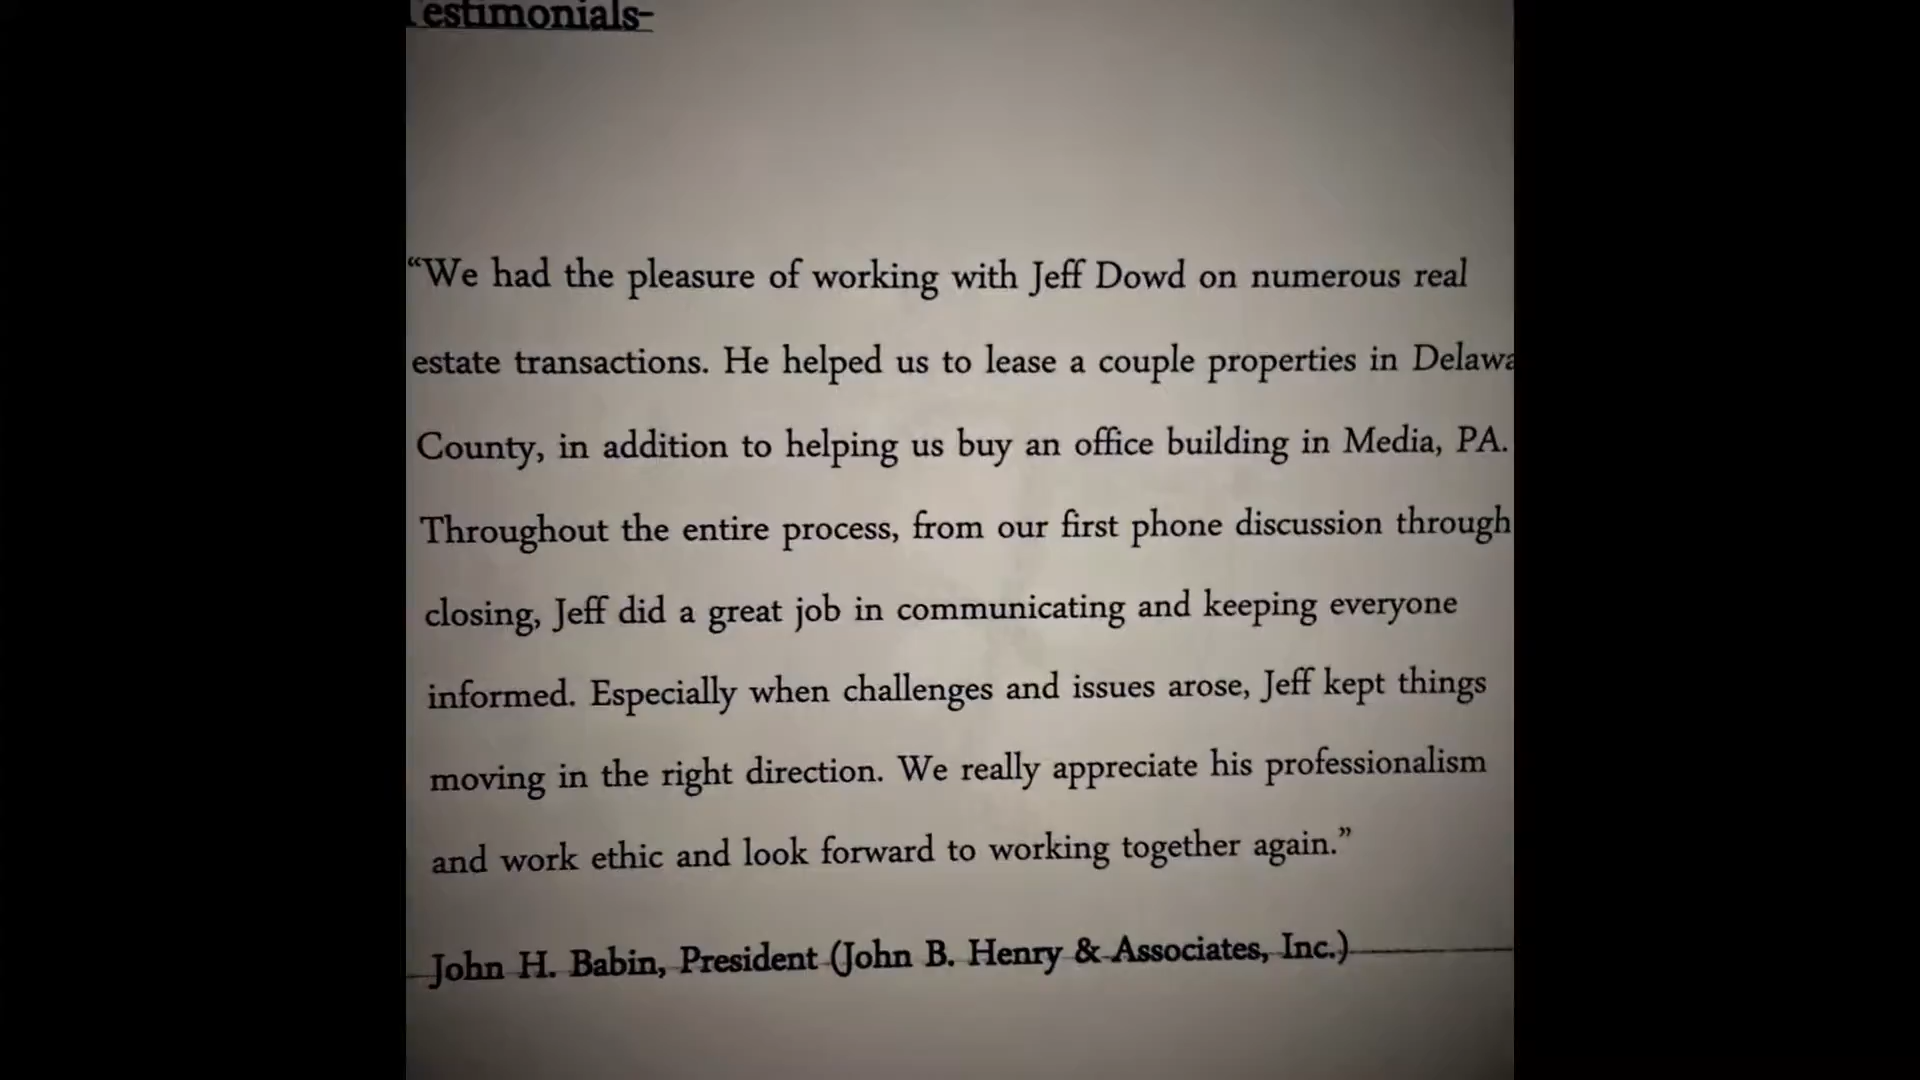 Testimonials-
“We had the pleasure of working with Jeff Dowd on numerous real
estate transactions. He helped us to lease a couple properties in Delawa
County, in addition to helping us buy an office building in Media, PA.
Throughout the entire process, from our first phone discussion through
closing, Jeff did a great job in communicating and keeping everyone
informed. Especially when challenges and issues arose, Jeff kept things
moving in the right direction. We really appreciate his professionalism
and work ethic and look forward to working together again.”
John H. Babin, President (John B. Henry & Associates, Inc.)